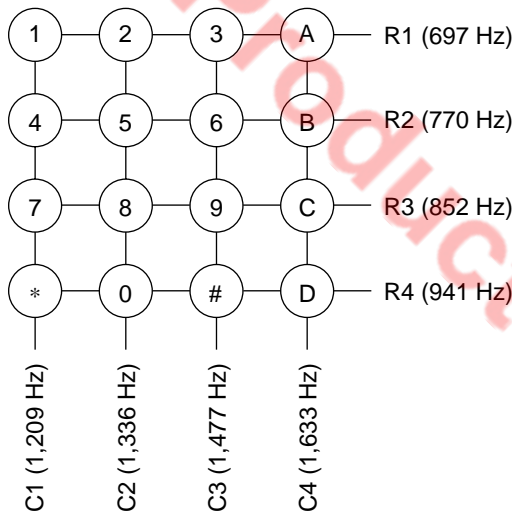 1 2 3 A R1 (697 Hz)
4 5 6 B R2 (770 Hz)
7 8 9 C R3 (852 Hz)
* 0 # D R4 (941 Hz)
C1 (1,209 Hz)
C2 (1,336 Hz)
C3 (1,477 Hz)
C4 (1,633 Hz)